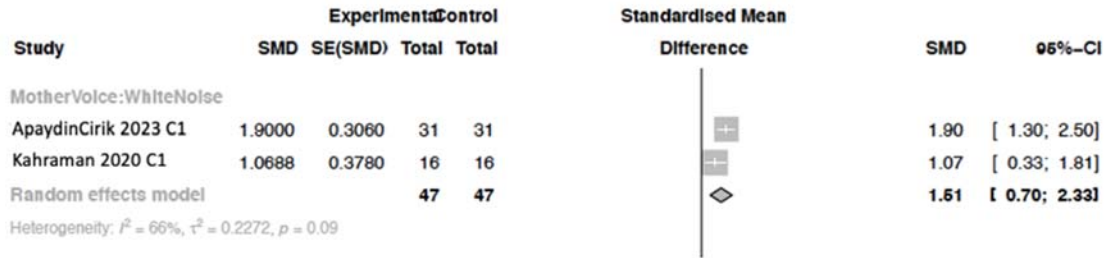 Experimental Control Standardised Mean
Study SMD SE(SMD) Total Total Difference SMD 95%-CI
MotherVoice:WhiteNoise
ApaydinCirik 2023 C1 1.9000 0.3060 31 31 1.90 [ 1.30; 2.50]
Kahraman 2020 C1 1.0688 0.3780 16 16 1.07 [ 0.33; 1.81]
Random effects model 47 47 1.51 [ 0.70; 2.33]
Heterogeneity: I² = 66%, τ² = 0.2272, p = 0.09